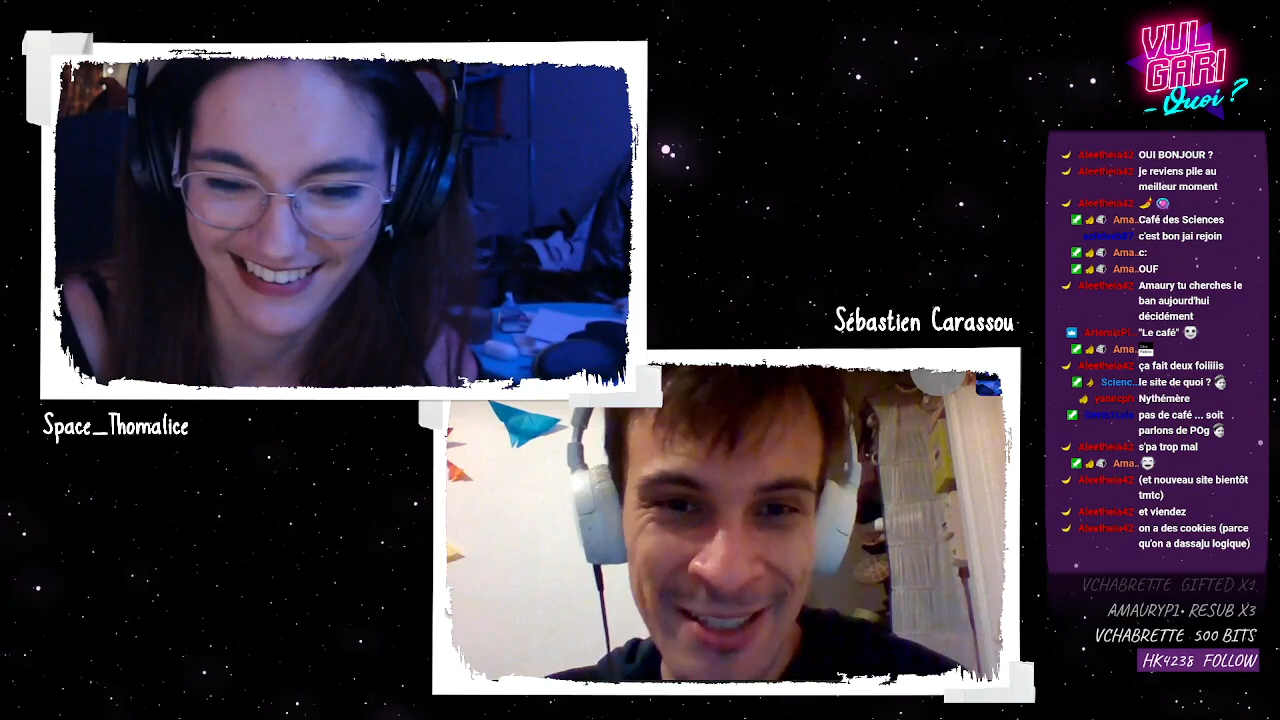 VUL
GARI
-Quoi ?
Aleetheia42 OUI BONJOUR ?
Aleetheia42 je reviens pile au
meilleur moment
Aleetheia42
Ama.. Café des Sciences
c'est bon jai rejoin
Ama.. c:
Ama.. OUF
Aleetheia42 Amaury tu cherches le
ban aujourd'hui
décidément
ArtemisPl... "Le café"
Ama..
Aleetheia42 ça fait deux foliliis
Scienc.. le site de quoi ?
yanncph Nythémère
pas de café ... soit
parlons de POg
Aleetheia42 s'pa trop mal
Ama..
Aleetheia42 (et nouveau site bientôt
tmtc)
Aleetheia42 et viendez
Aleetheia42 on a des cookies (parce
qu'on a dassaju logique)
VCHABRETTE GIFTED X1
AMAURYPI• RESUB X3
VCHABRETTE 500 BITS
HK4238 FOLLOW
Sébastien Carassou
Space_Thomalice